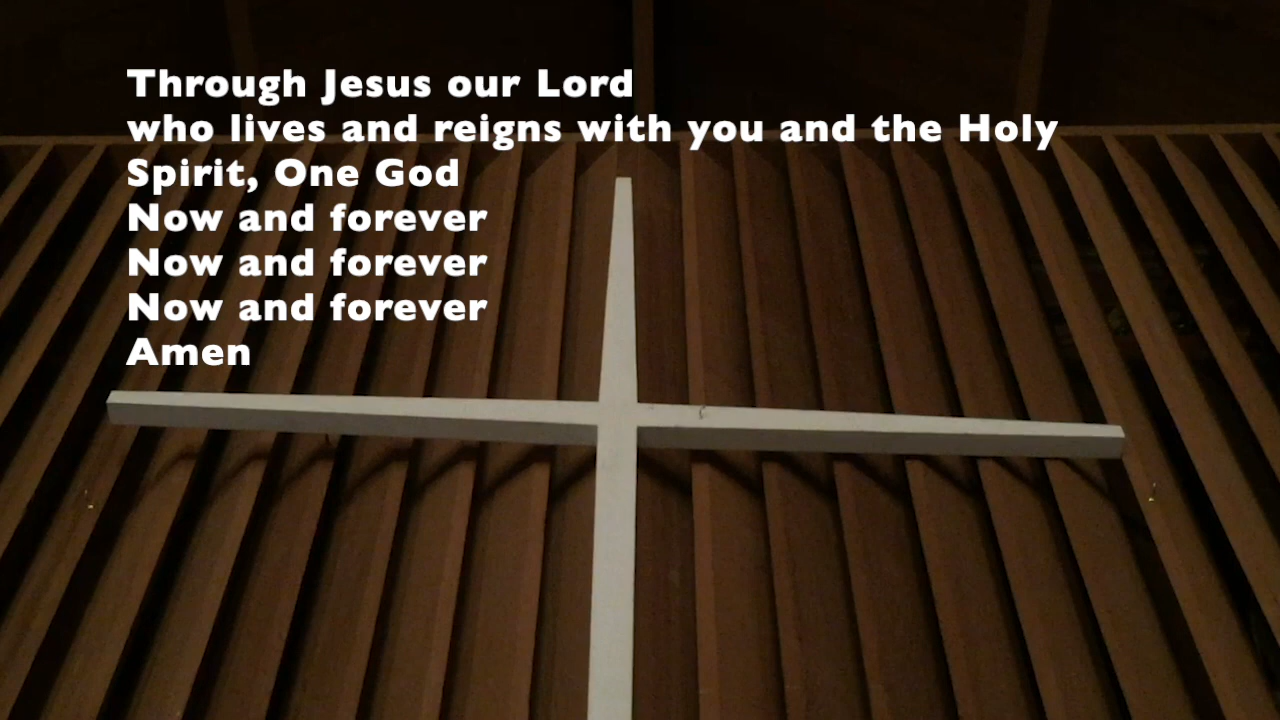 Through Jesus our Lord
who lives and reigns with you and the Holy
Spirit, One God
Now and forever
Now and forever
Now and forever
Amen